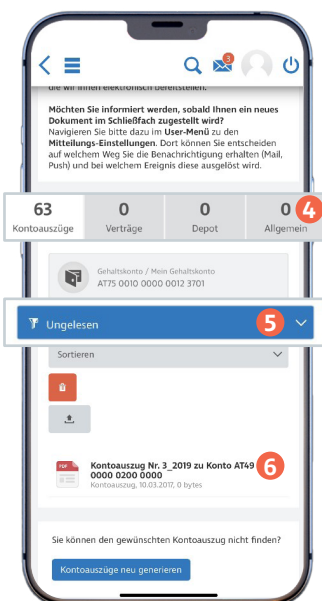 3
die wir Ihnen elektronisch bereitstellen.
Möchten Sie informiert werden, sobald Ihnen ein neues
Dokument im Schließfach zugestellt wird?
Navigieren Sie bitte dazu im User-Menü zu den
Mitteilungs-Einstellungen. Dort können Sie entscheiden
auf welchem Weg Sie die Benachrichtigung erhalten (Mail,
Push) und bei welchem Ereignis diese ausgelöst wird.
63 0 0 0 4
Kontoauszüge Verträge Depot Allgemein
Gehaltskonto / Mein Gehaltskonto
AT75 0010 0000 0012 3701
Ungelesen 5
Sortieren
PDF
Kontoauszug Nr. 3_2019 zu Konto AT49
0000 0200 0000
Kontoauszug, 10.03.2017, 0 bytes
6
Sie können den gewünschten Kontoauszug nicht finden?
Kontoauszüge neu generieren